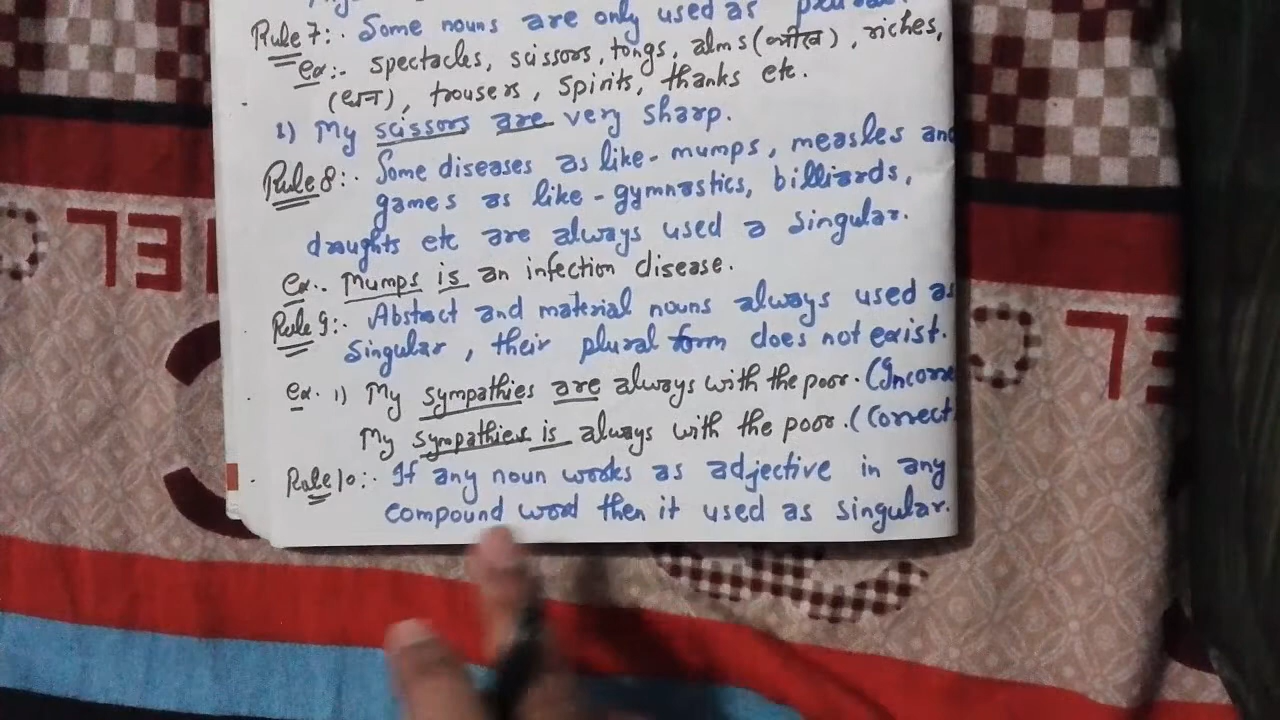 Rule 7:. Some nouns are only used as
ex:- spectacles, scissors, tongs, alms (भीख), riches,
(धन), trousers, spirits, thanks etc.
1) My scissors are very sharp.
Rule 8:. Some diseases as like - mumps, measles and
games as like - gymnastics, billiards,
draughts etc are always used a singular.
ex.. Mumps is an infection disease.
Rule 9:. Abstract and material nouns always used as
singular, their plural form does not exist.
ex. 1) My sympathies are always with the poor. (Incorre
My sympathies is always with the poor. (Correct
Rule 10:. If any noun works as adjective in any
compound word then it used as singular.